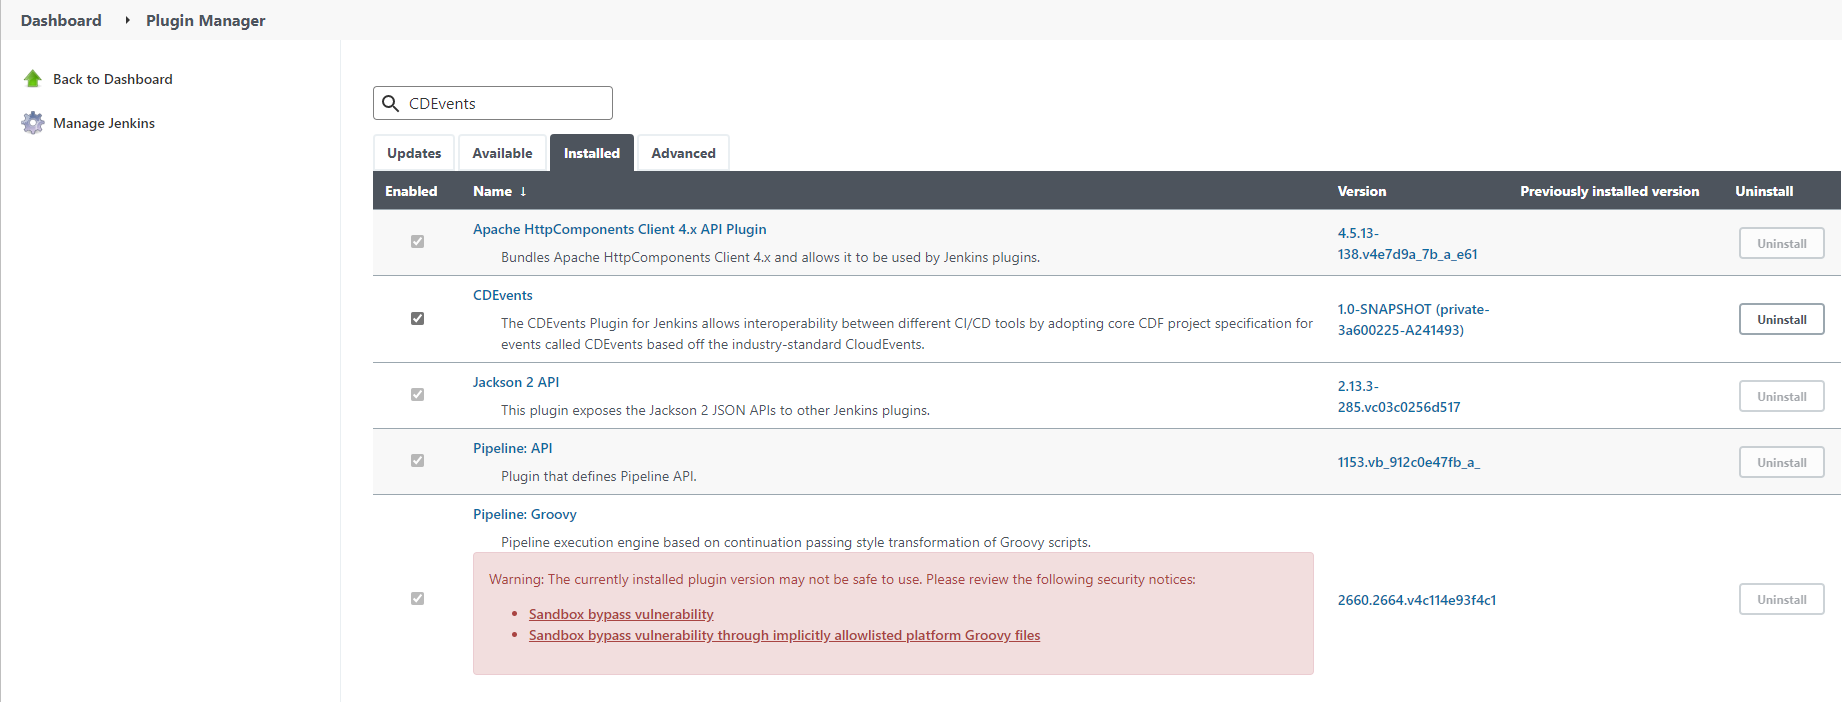 Dashboard
Plugin Manager
Back to Dashboard
Manage Jenkins
CDEvents
Updates
Available
Installed
Advanced
Enabled
Name ↓
Version
Previously installed version
Uninstall
Apache HttpComponents Client 4.x API Plugin
Bundles Apache HttpComponents Client 4.x and allows it to be used by Jenkins plugins.
4.5.13-
138.v4e7d9a_7b_a_e61
Uninstall
CDEvents
The CDEvents Plugin for Jenkins allows interoperability between different CI/CD tools by adopting core CDF project specification for
events called CDEvents based off the industry-standard CloudEvents.
1.0-SNAPSHOT (private-
3a600225-A241493)
Uninstall
Jackson 2 API
This plugin exposes the Jackson 2 JSON APIs to other Jenkins plugins.
2.13.3-
285.vc03c0256d517
Uninstall
Pipeline: API
Plugin that defines Pipeline API.
1153.vb_912c0e47fb_a_
Uninstall
Pipeline: Groovy
Pipeline execution engine based on continuation passing style transformation of Groovy scripts.
Warning: The currently installed plugin version may not be safe to use. Please review the following security notices:
• Sandbox bypass vulnerability
• Sandbox bypass vulnerability through implicitly allowlisted platform Groovy files
2660.2664.v4c114e93f4c1
Uninstall